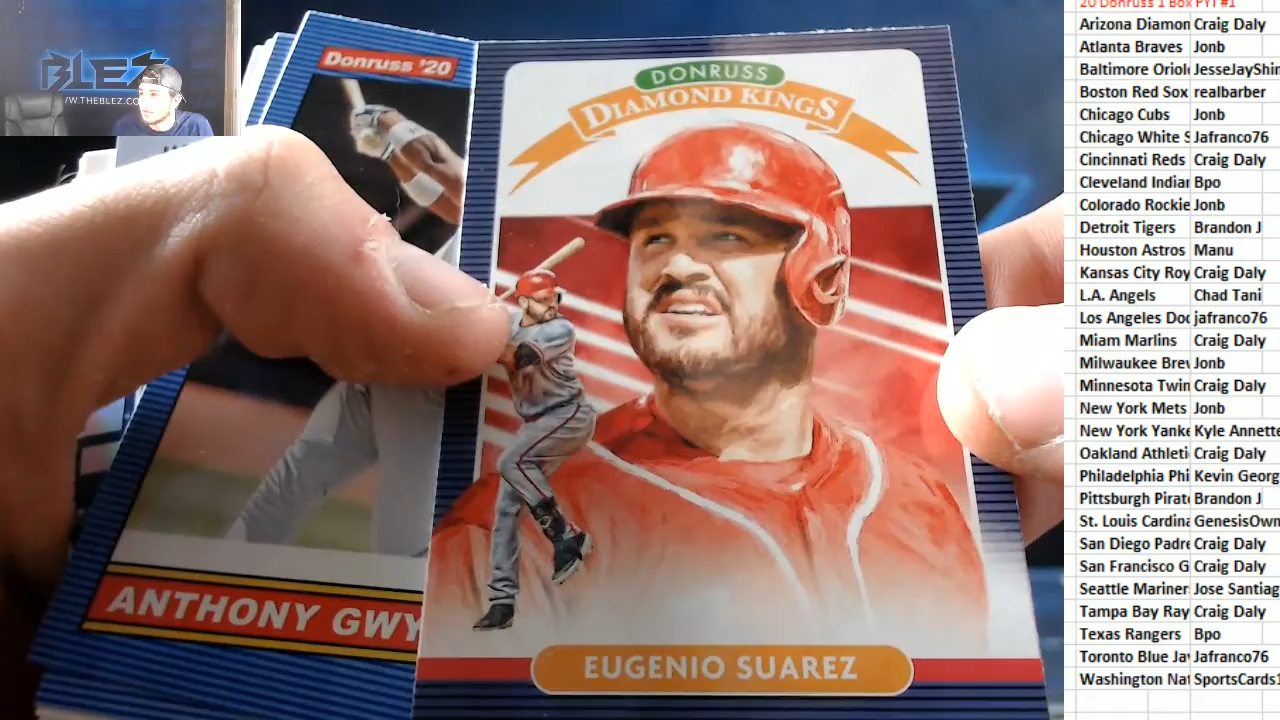 BLEZ
/W.THEBLEZ.CO
Donruss '20
ANTHONY GWY
DONRUSS
DIAMOND KINGS
EUGENIO SUAREZ
20 Donruss 1 Box PYT #1
Arizona Diamon Craig Daly
Atlanta Braves Jonb
Baltimore Oriol JesseJayShir
Boston Red Sox realbarber
Chicago Cubs Jonb
Chicago White S Jafranco76
Cincinnati Reds Craig Daly
Cleveland Indian Bpo
Colorado Rockie Jonb
Detroit Tigers Brandon J
Houston Astros Manu
Kansas City Roy Craig Daly
L.A. Angels Chad Tani
Los Angeles Dod jafranco76
Miam Marlins Craig Daly
Milwaukee Brew Jonb
Minnesota Twin Craig Daly
New York Mets Jonb
New York Yanke Kyle Annette
Oakland Athleti Craig Daly
Philadelphia Phi Kevin Georg
Pittsburgh Pirate Brandon J
St. Louis Cardina GenesisOwn
San Diego Padre Craig Daly
San Francisco G Craig Daly
Seattle Mariner Jose Santiag
Tampa Bay Ray Craig Daly
Texas Rangers Bpo
Toronto Blue Jay Jafranco76
Washington Nat SportsCards1